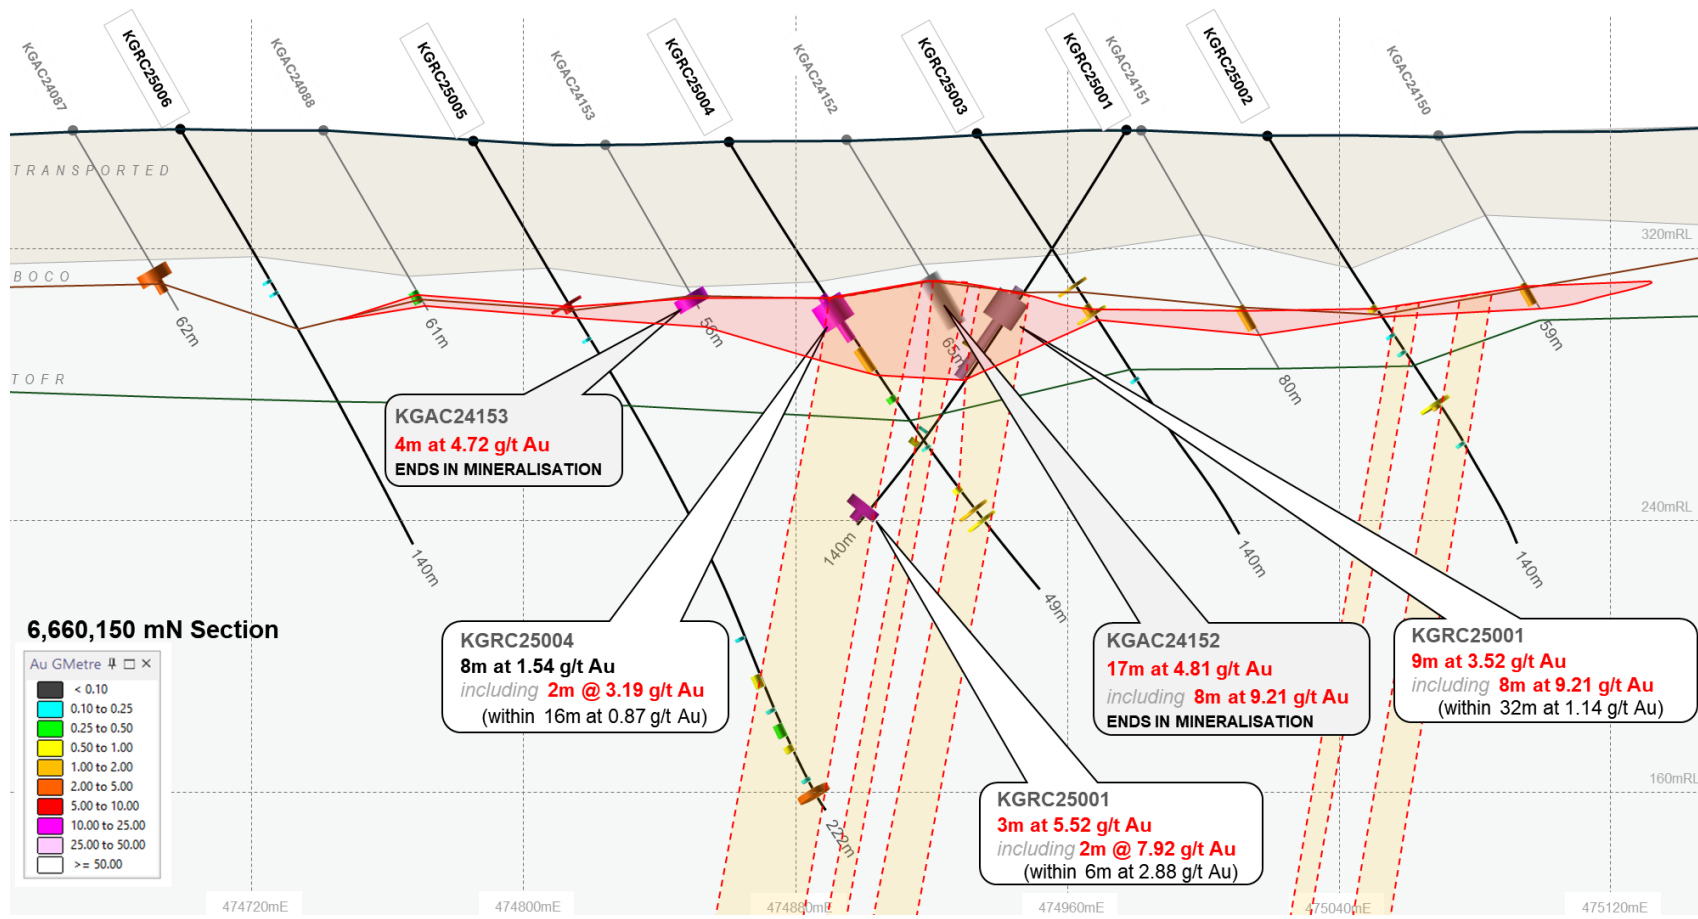 KGAC24087
KGRC25006
KGAC24088
KGRC25005
KGAC24153
KGRC25004
KGAC24152
KGRC25003
KGRC25001
KGAC24151
KGRC25002
KGAC24150
TRANSPORTED
320mRL
BOCO
62m
61m
56m
65m
80m
59m
TOFR
KGAC24153
4m at 4.72 g/t Au
ENDS IN MINERALISATION
240mRL
140m
140m
49m
140m
140m
6,660,150 mN Section
KGRC25004
8m at 1.54 g/t Au
including 2m @ 3.19 g/t Au
(within 16m at 0.87 g/t Au)
KGAC24152
17m at 4.81 g/t Au
including 8m at 9.21 g/t Au
ENDS IN MINERALISATION
KGRC25001
9m at 3.52 g/t Au
including 8m at 9.21 g/t Au
(within 32m at 1.14 g/t Au)
Au GMetre
< 0.10
0.10 to 0.25
0.25 to 0.50
0.50 to 1.00
1.00 to 2.00
2.00 to 5.00
5.00 to 10.00
10.00 to 25.00
25.00 to 50.00
>= 50.00
160mRL
222m
KGRC25001
3m at 5.52 g/t Au
including 2m @ 7.92 g/t Au
(within 6m at 2.88 g/t Au)
474720mE
474800mE
474880mE
474960mE
475040mE
475120mE